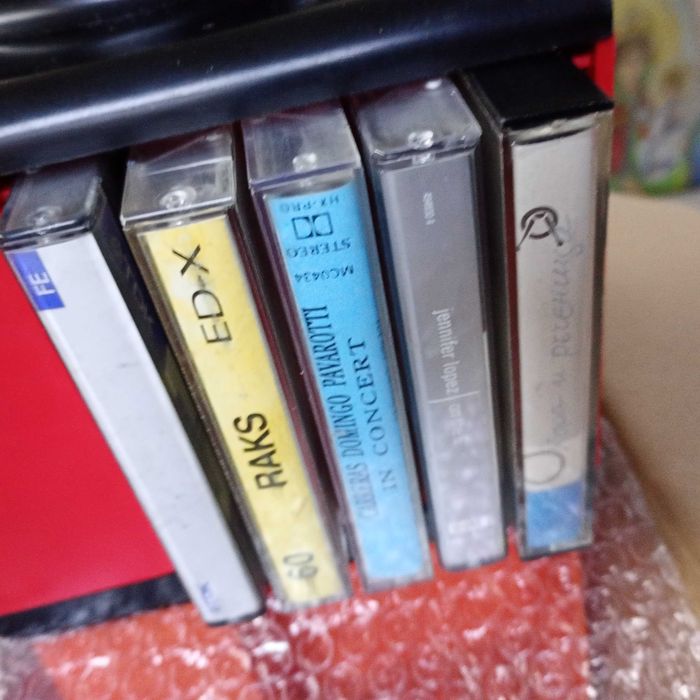 FE
ED-X
RAKS
60
HX-PRO
STEREO
MC0434
CARRERAS DOMINGO PAVAROTTI
IN CONCERT
jennifer lopez
и